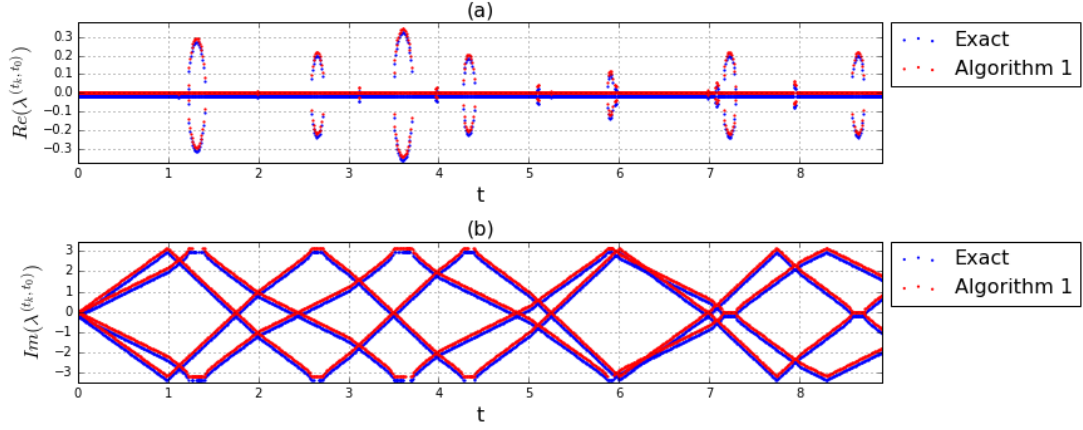 (a)
0.3
0.2
0.1
0.0
−0.1
−0.2
−0.3
Re(λ^(t_k, t_0))
0 1 2 3 4 5 6 7 8
t
Exact
Algorithm 1
(b)
3
2
1
0
−1
−2
−3
Im(λ^(t_k, t_0))
0 1 2 3 4 5 6 7 8
t
Exact
Algorithm 1